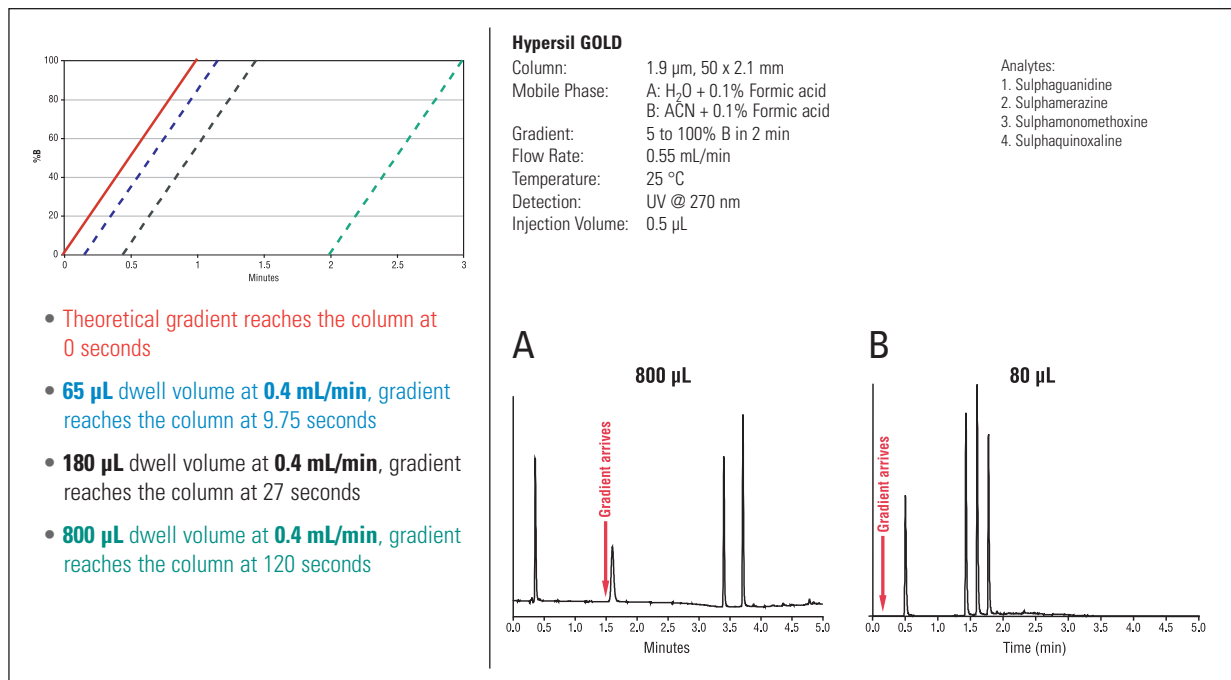 100
80
60
40
20
0
%B
0
0.5
1
1.5
2
2.5
3
Minutes
• Theoretical gradient reaches the column at
0 seconds
• 65 µL dwell volume at 0.4 mL/min, gradient
reaches the column at 9.75 seconds
• 180 µL dwell volume at 0.4 mL/min, gradient
reaches the column at 27 seconds
• 800 µL dwell volume at 0.4 mL/min, gradient
reaches the column at 120 seconds
Hypersil GOLD
Column: 1.9 µm, 50 x 2.1 mm
Mobile Phase: A: H₂O + 0.1% Formic acid
B: ACN + 0.1% Formic acid
Gradient: 5 to 100% B in 2 min
Flow Rate: 0.55 mL/min
Temperature: 25 °C
Detection: UV @ 270 nm
Injection Volume: 0.5 µL
Analytes:
1. Sulphaguanidine
2. Sulphamerazine
3. Sulphamonomethoxine
4. Sulphaquinoxaline
A
800 µL
Gradient arrives
0.0 0.5 1.0 1.5 2.0 2.5 3.0 3.5 4.0 4.5 5.0
Minutes
B
80 µL
Gradient arrives
0.0 0.5 1.0 1.5 2.0 2.5 3.0 3.5 4.0 4.5 5.0
Time (min)